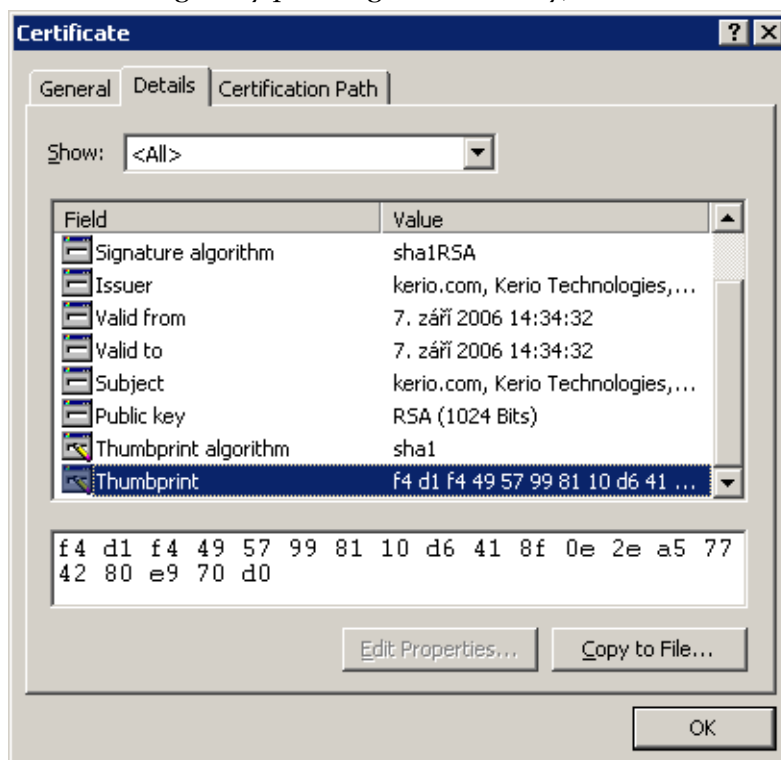 Certificate
General Details Certification Path
Show: <All>
Field Value
Signature algorithm sha1RSA
Issuer kerio.com, Kerio Technologies,...
Valid from 7. září 2006 14:34:32
Valid to 7. září 2006 14:34:32
Subject kerio.com, Kerio Technologies,...
Public key RSA (1024 Bits)
Thumbprint algorithm sha1
Thumbprint f4 d1 f4 49 57 99 81 10 d6 41 ...
f4 d1 f4 49 57 99 81 10 d6 41 8f 0e 2e a5 77
42 80 e9 70 d0
Edit Properties... Copy to File...
OK